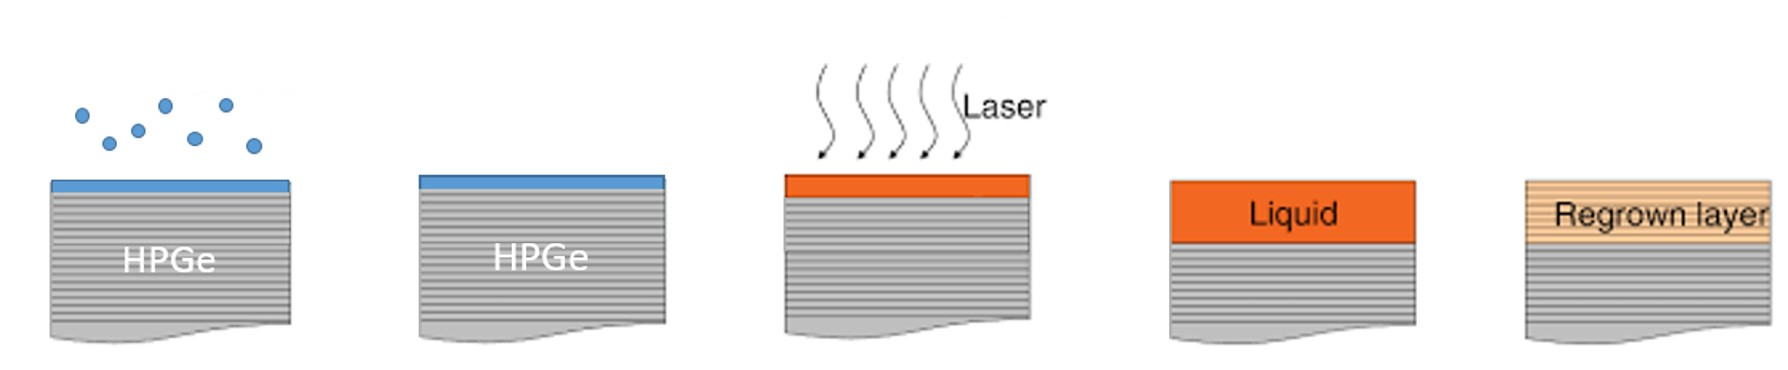 Laser
HPGe
HPGe
Liquid
Regrown layer